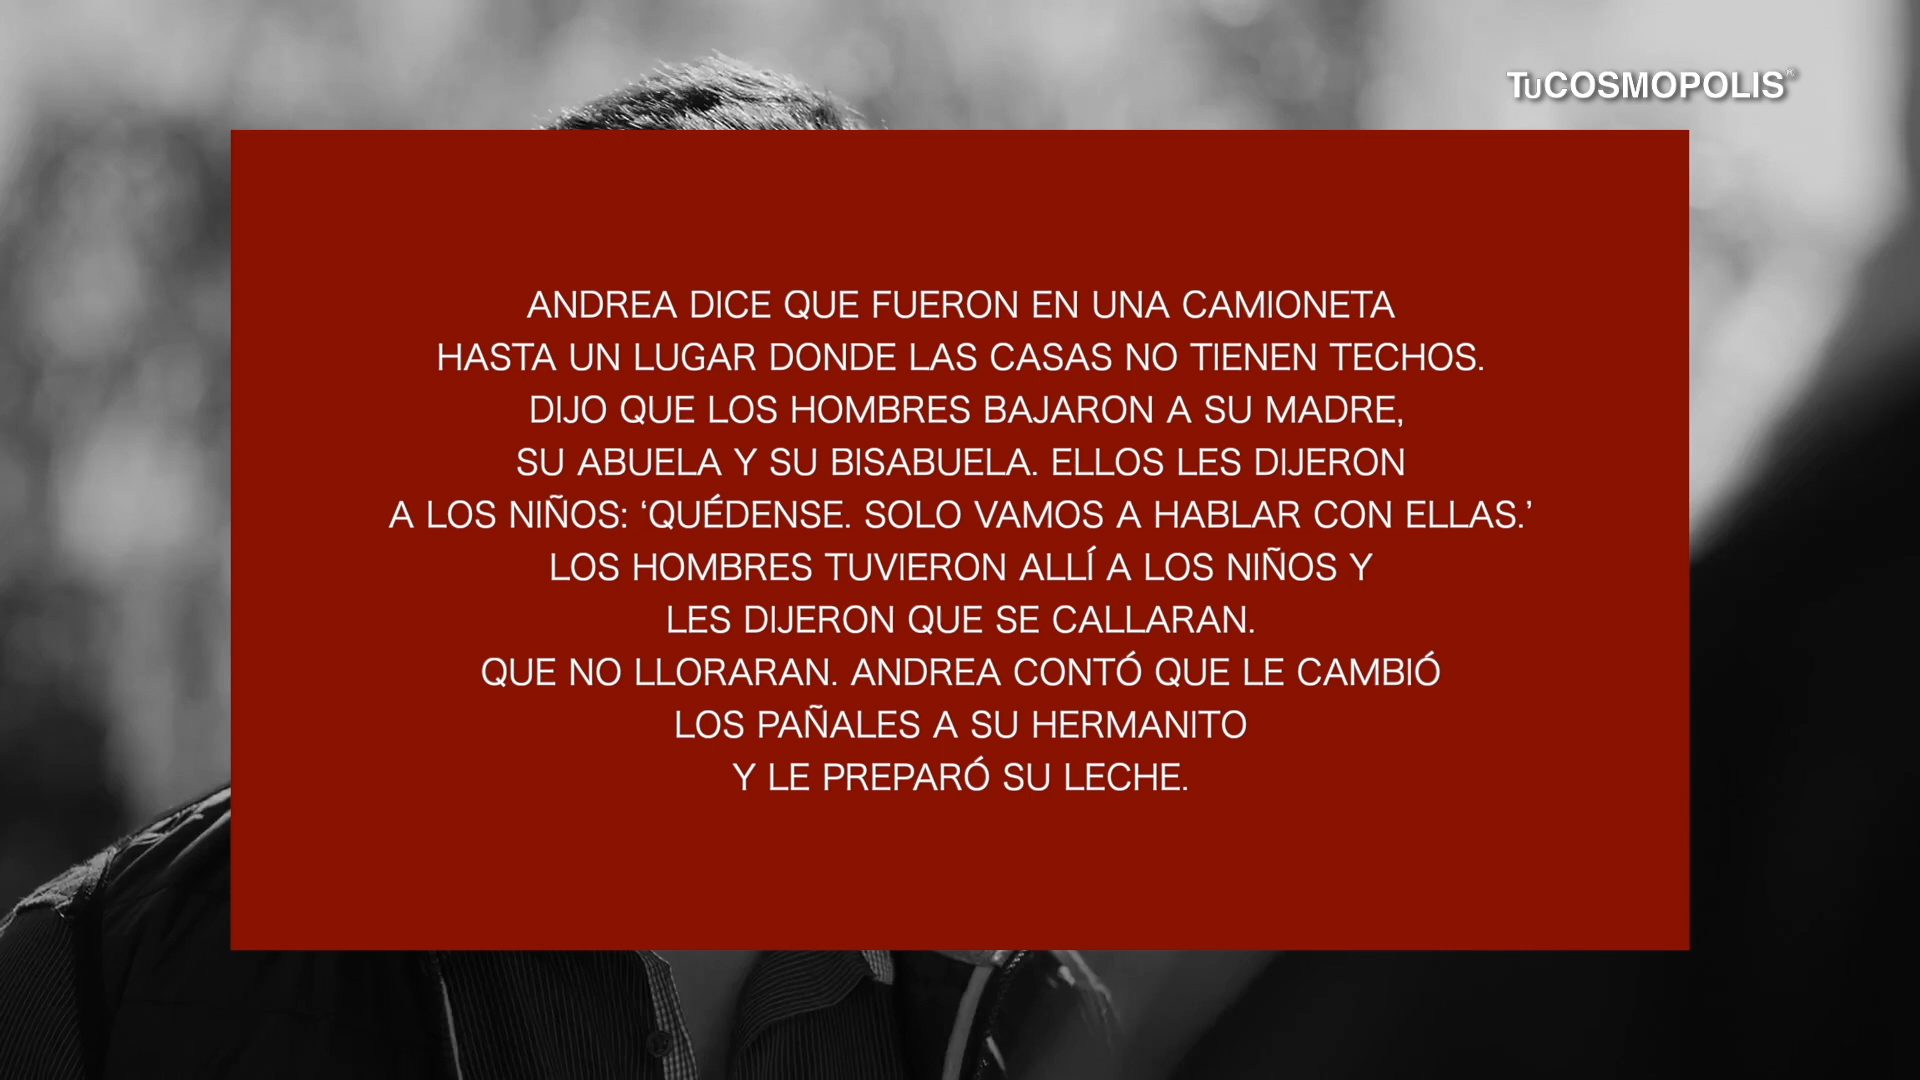 TuCOSMOPOLIS
ANDREA DICE QUE FUERON EN UNA CAMIONETA
HASTA UN LUGAR DONDE LAS CASAS NO TIENEN TECHOS.
DIJO QUE LOS HOMBRES BAJARON A SU MADRE,
SU ABUELA Y SU BISABUELA. ELLOS LES DIJERON
A LOS NIÑOS: ‘QUÉDENSE. SOLO VAMOS A HABLAR CON ELLAS.’
LOS HOMBRES TUVIERON ALLÍ A LOS NIÑOS Y
LES DIJERON QUE SE CALLARAN.
QUE NO LLORARAN. ANDREA CONTÓ QUE LE CAMBIÓ
LOS PAÑALES A SU HERMANITO
Y LE PREPARÓ SU LECHE.